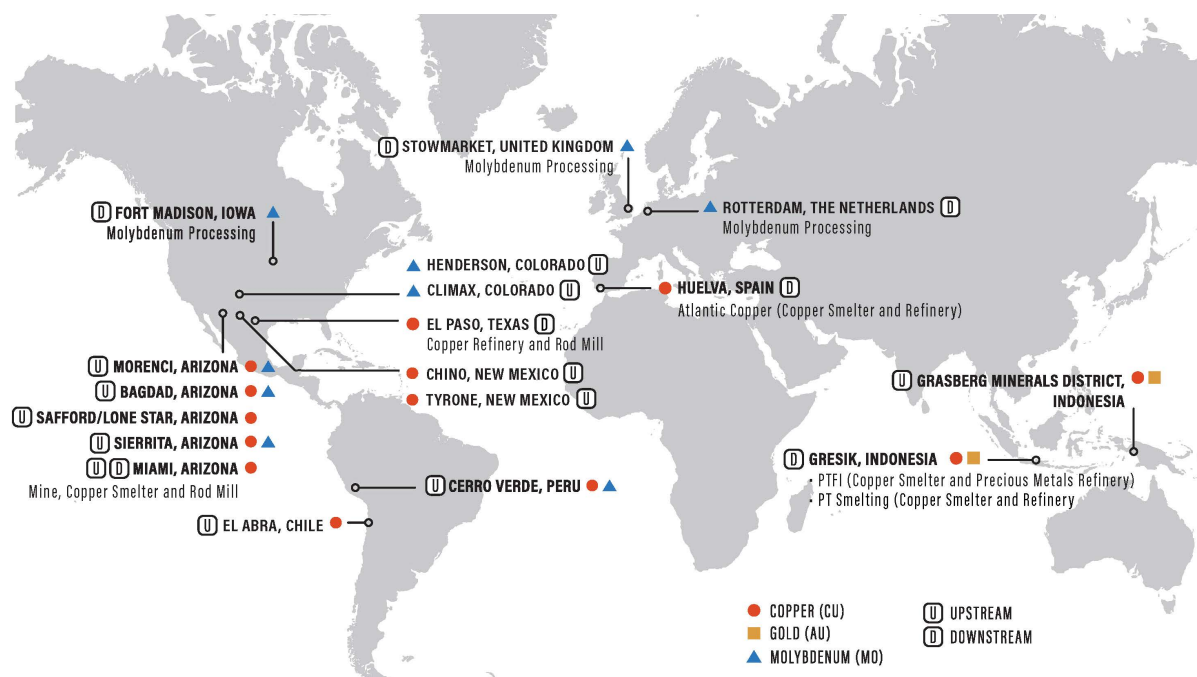 D STOWMARKET, UNITED KINGDOM
Molybdenum Processing
D FORT MADISON, IOWA
Molybdenum Processing
ROTTERDAM, THE NETHERLANDS D
Molybdenum Processing
HENDERSON, COLORADO U
CLIMAX, COLORADO U
HUELVA, SPAIN D
Atlantic Copper (Copper Smelter and Refinery)
EL PASO, TEXAS D
Copper Refinery and Rod Mill
U MORENCI, ARIZONA
U BAGDAD, ARIZONA
U SAFFORD/LONE STAR, ARIZONA
U SIERRITA, ARIZONA
U D MIAMI, ARIZONA
Mine, Copper Smelter and Rod Mill
CHINO, NEW MEXICO U
TYRONE, NEW MEXICO U
U GRASBERG MINERALS DISTRICT,
INDONESIA
D GRESIK, INDONESIA
• PTFI (Copper Smelter and Precious Metals Refinery)
• PT Smelting (Copper Smelter and Refinery
U CERRO VERDE, PERU
U EL ABRA, CHILE
COPPER (CU)
GOLD (AU)
MOLYBDENUM (MO)
U UPSTREAM
D DOWNSTREAM